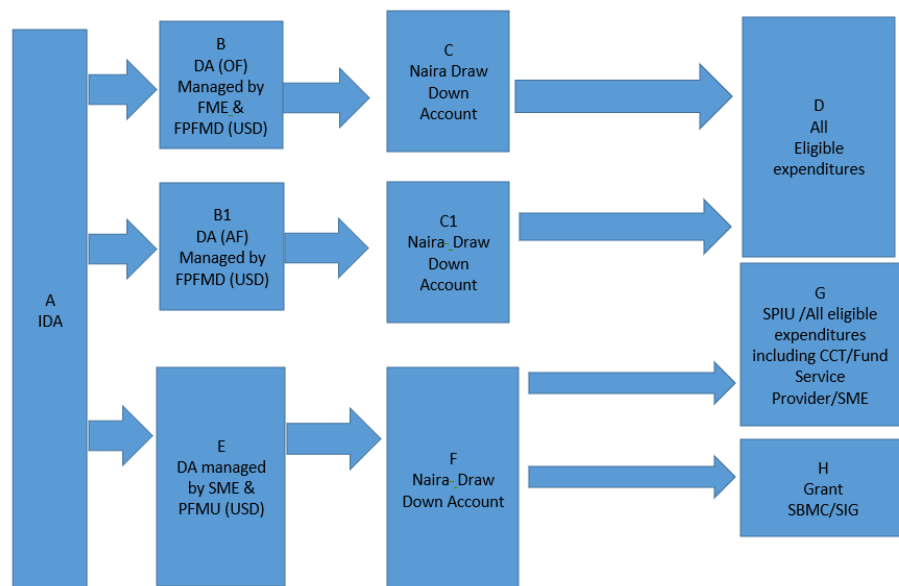 A
IDA
B
DA (OF)
Managed by
FME & 
FPFMD (USD)
C
Naira Draw
Down
Account
D
All
Eligible
expenditures
B1
DA (AF)
Managed by
FPFMD (USD)
C1
Naira- Draw
Down
Account
G
SPIU /All eligible
expenditures
including CCT/Fund
Service
Provider/SME
E
DA managed
by SME &
PFMU (USD)
F
Naira- Draw
Down Account
H
Grant
SBMC/SIG